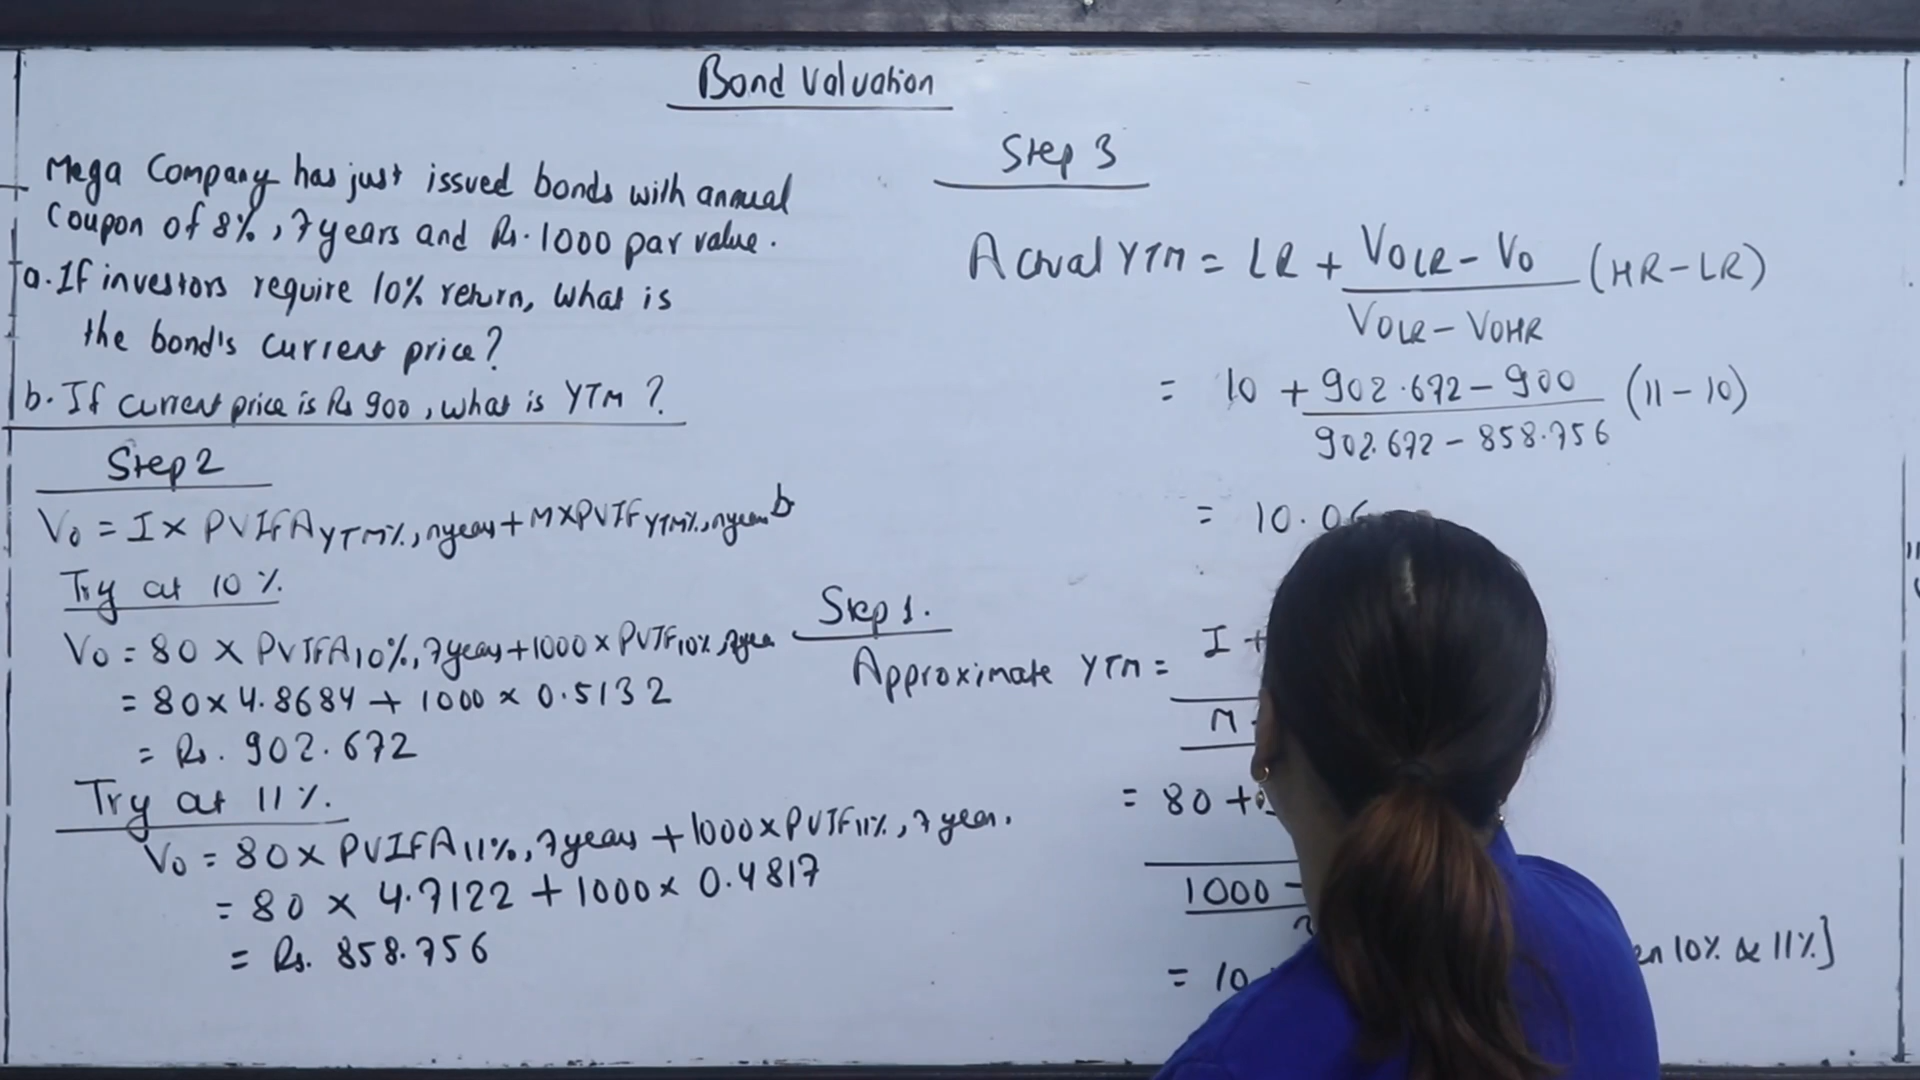 Bond Valuation
Mega Company has just issued bonds with annual
Coupon of 8%, 7 years and Rs. 1000 par value.
a. If investors require 10% return, what is
the bond's current price?
b. If current price is Rs 900, what is YTM?
Step 2
V0 = I x PVIFA YTM%, n years + M x PVIF YTM%, n years b
Try at 10%
V0 = 80 x PVIFA 10%, 7 years + 1000 x PVIF 10%, 7 yea
= 80 x 4.8684 + 1000 x 0.5132
= Rs. 902.672
Try at 11%
V0 = 80 x PVIFA 11%, 7 years + 1000 x PVIF 11%, 7 year.
= 80 x 4.7122 + 1000 x 0.4817
= Rs. 858.756
Step 3
Actual YTM = LR + V0LR - V0 (HR - LR)
V0LR - V0HR
= 10 + 902.672 - 900 (11 - 10)
902.672 - 858.756
= 10.06
Step 1.
Approximate YTM = I +
M
= 80 +
1000 -
= 10
10% & 11%]